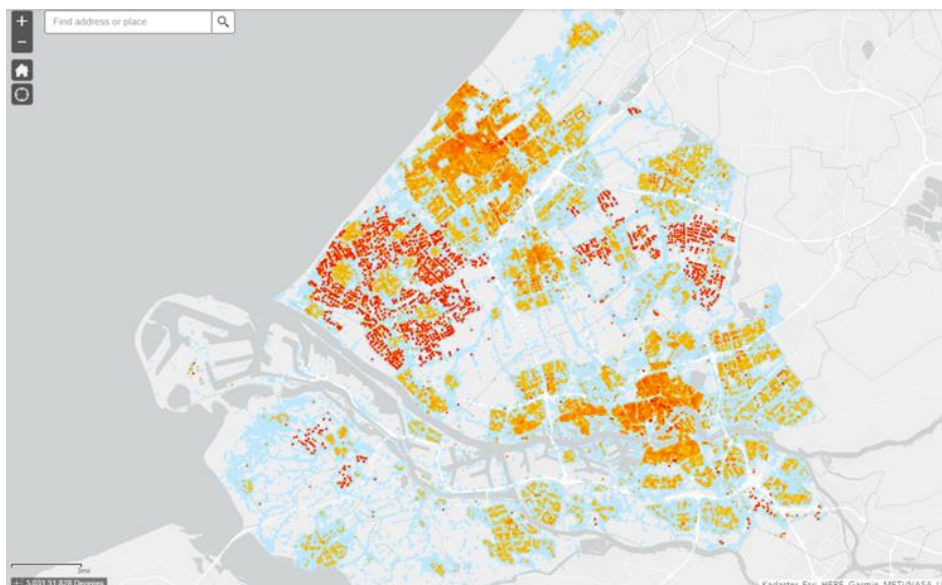 +
Find address or place
−
3mi
5.031 51.828 Degrees
Kadaster, Esri, HERE, Garmin, METI/NASA